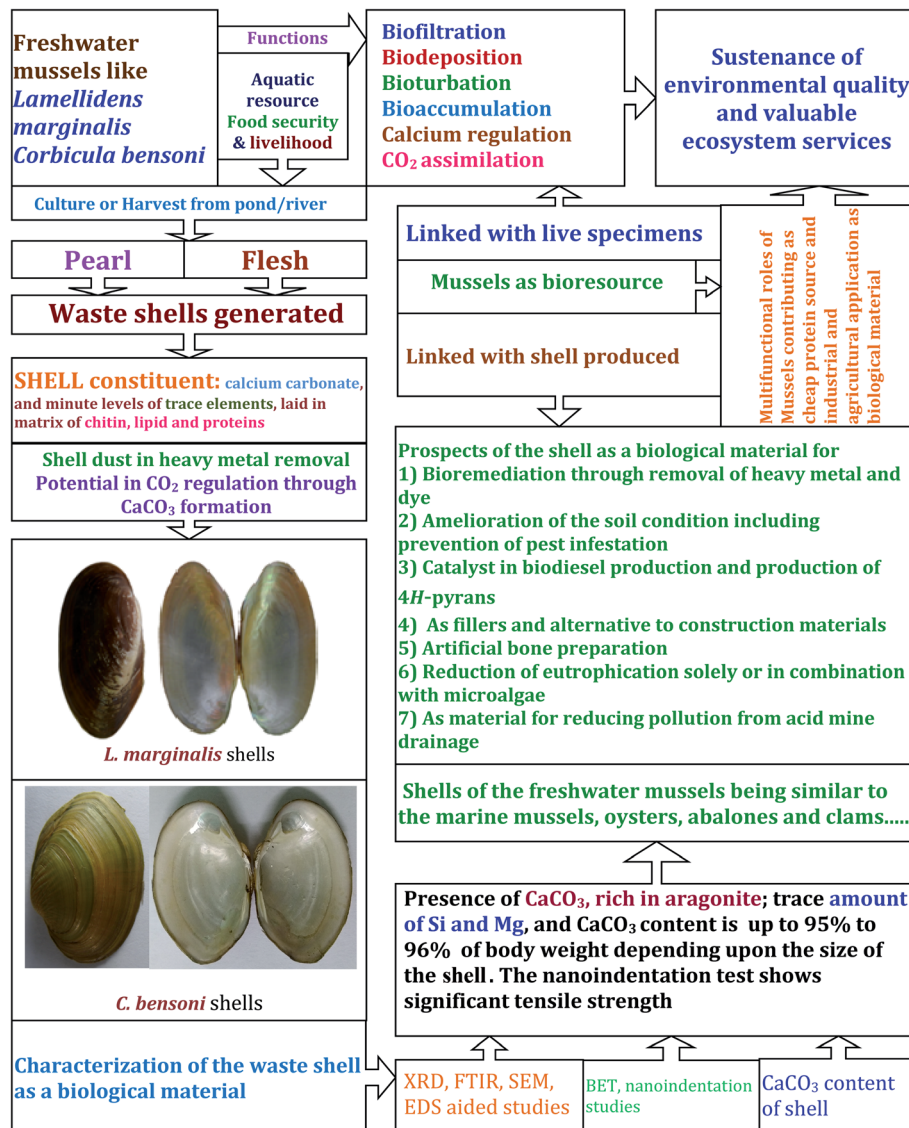 Freshwater
mussels like
Lamellidens
marginalis
Corbicula bensoni
Functions
Aquatic
resource
Food security
& livelihood
Biofiltration
Biodeposition
Bioturbation
Bioaccumulation
Calcium regulation
CO₂ assimilation
Sustenance of
environmental quality
and valuable
ecosystem services
Culture or Harvest from pond/river
Pearl
Flesh
Waste shells generated
SHELL constituent: calcium carbonate,
and minute levels of trace elements, laid in
matrix of chitin, lipid and proteins
Shell dust in heavy metal removal
Potential in CO₂ regulation through
CaCO₃ formation
L. marginalis shells
C. bensoni shells
Characterization of the waste shell
as a biological material
Linked with live specimens
Mussels as bioresource
Linked with shell produced
Multifunctional roles of
Mussels contributing as
cheap protein source and
industrial and
agricultural application as
biological material
Prospects of the shell as a biological material for
1) Bioremediation through removal of heavy metal and
dye
2) Amelioration of the soil condition including
prevention of pest infestation
3) Catalyst in biodiesel production and production of
4H-pyrans
4) As fillers and alternative to construction materials
5) Artificial bone preparation
6) Reduction of eutrophication solely or in combination
with microalgae
7) As material for reducing pollution from acid mine
drainage
Shells of the freshwater mussels being similar to
the marine mussels, oysters, abalones and clams.....
Presence of CaCO₃, rich in aragonite; trace amount
of Si and Mg, and CaCO₃ content is up to 95% to
96% of body weight depending upon the size of
the shell. The nanoindentation test shows
significant tensile strength
XRD, FTIR, SEM,
EDS aided studies
BET, nanoindentation
studies
CaCO₃ content
of shell